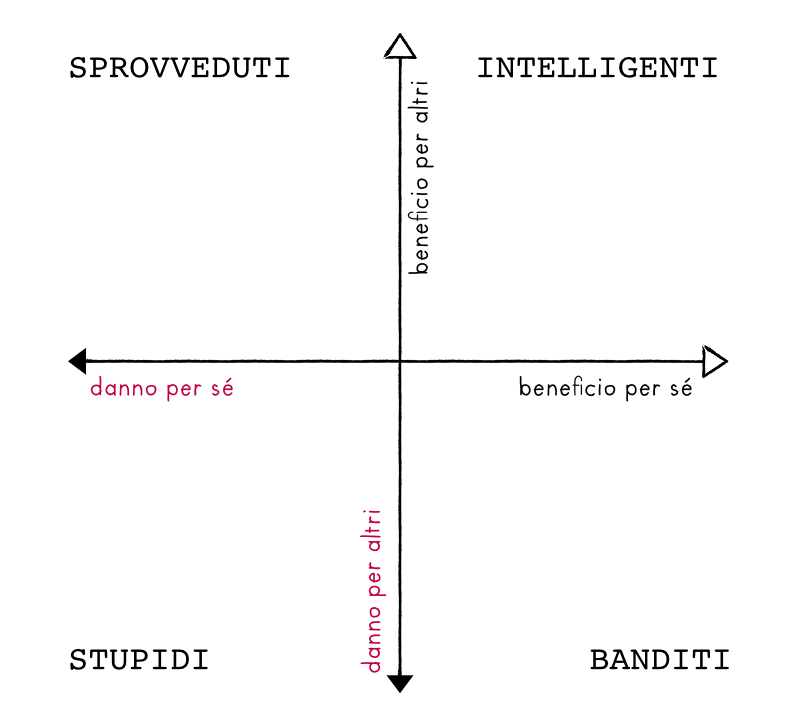 SPROVVEDUTI
INTELLIGENTI
beneficio per altri
danno per sé
beneficio per sé
danno per altri
STUPIDI
BANDITI